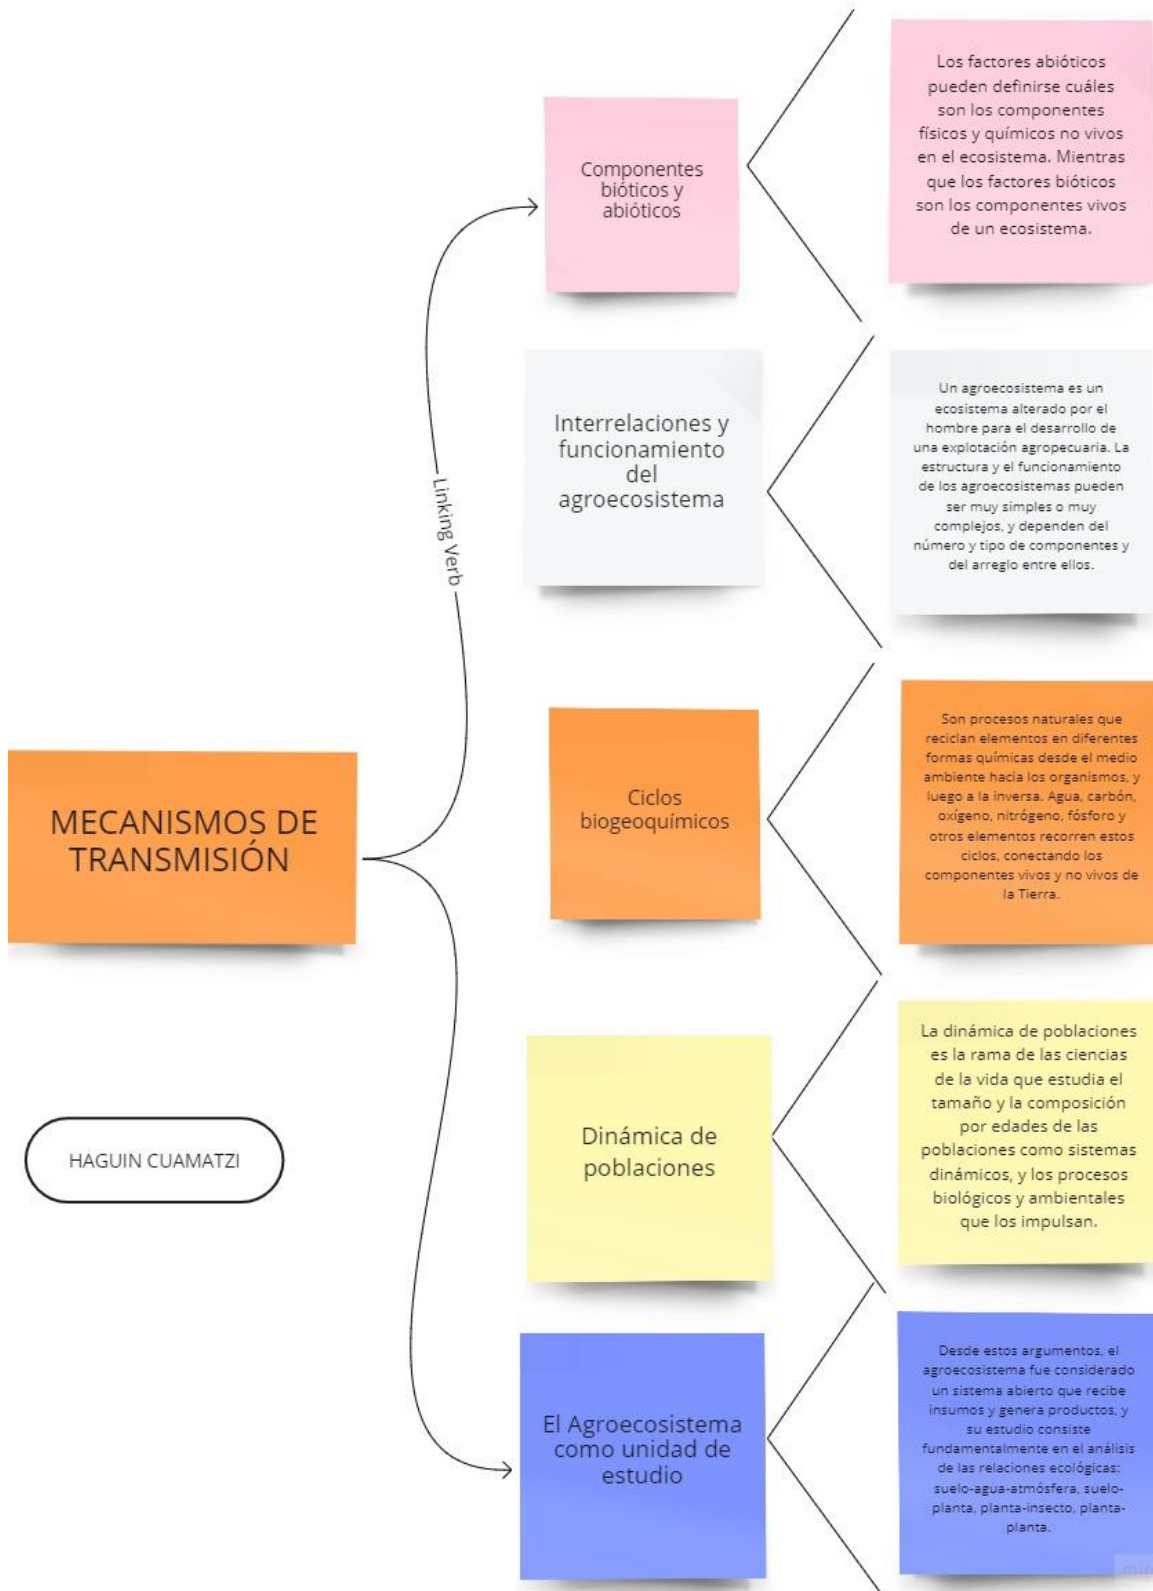 Componentes
bióticos y
abióticos
Los factores abióticos
pueden definirse cuáles
son los componentes
físicos y químicos no vivos
en el ecosistema. Mientras
que los factores bióticos
son los componentes vivos
de un ecosistema.
Linking Verb
Interrelaciones y
funcionamiento
del
agroecosistema
Un agroecosistema es un
ecosistema alterado por el
hombre para el desarrollo de
una explotación agropecuaria. La
estructura y el funcionamiento
de los agroecosistemas pueden
ser muy simples o muy
complejos, y dependen del
número y tipo de componentes y
del arreglo entre ellos.
MECANISMOS DE
TRANSMISIÓN
Ciclos
biogeoquímicos
Son procesos naturales que
reciclan elementos en diferentes
formas químicas desde el medio
ambiente hacia los organismos, y
luego a la inversa. Agua, carbón,
oxígeno, nitrógeno, fósforo y
otros elementos recorren estos
ciclos, conectando los
componentes vivos y no vivos de
la Tierra.
HAGUIN CUAMATZI
Dinámica de
poblaciones
La dinámica de poblaciones
es la rama de las ciencias
de la vida que estudia el
tamaño y la composición
por edades de las
poblaciones como sistemas
dinámicos, y los procesos
biológicos y ambientales
que los impulsan.
El Agroecosistema
como unidad de
estudio
Desde estos argumentos, el
agroecosistema fue considerado
un sistema abierto que recibe
insumos y genera productos, y
su estudio consiste
fundamentalmente en el análisis
de las relaciones ecológicas:
suelo-agua-atmósfera, suelo-
planta, planta-insecto, planta-
planta.